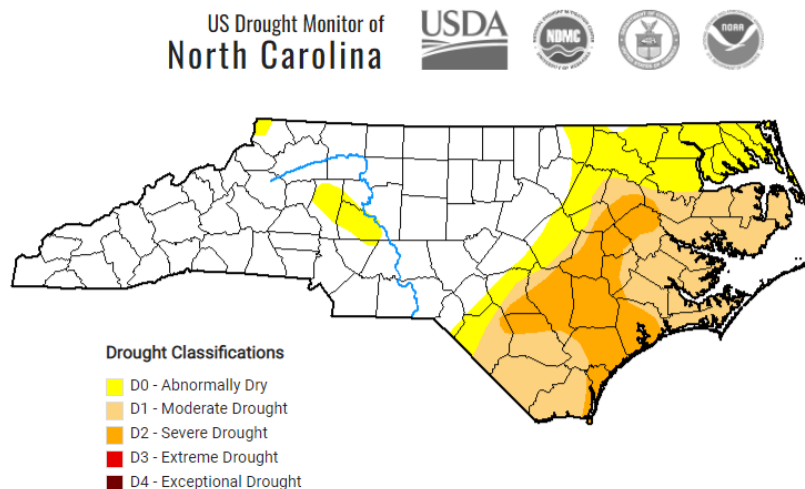 US Drought Monitor of
North Carolina
USDA
NDMC
NOAA
Drought Classifications
D0 - Abnormally Dry
D1 - Moderate Drought
D2 - Severe Drought
D3 - Extreme Drought
D4 - Exceptional Drought